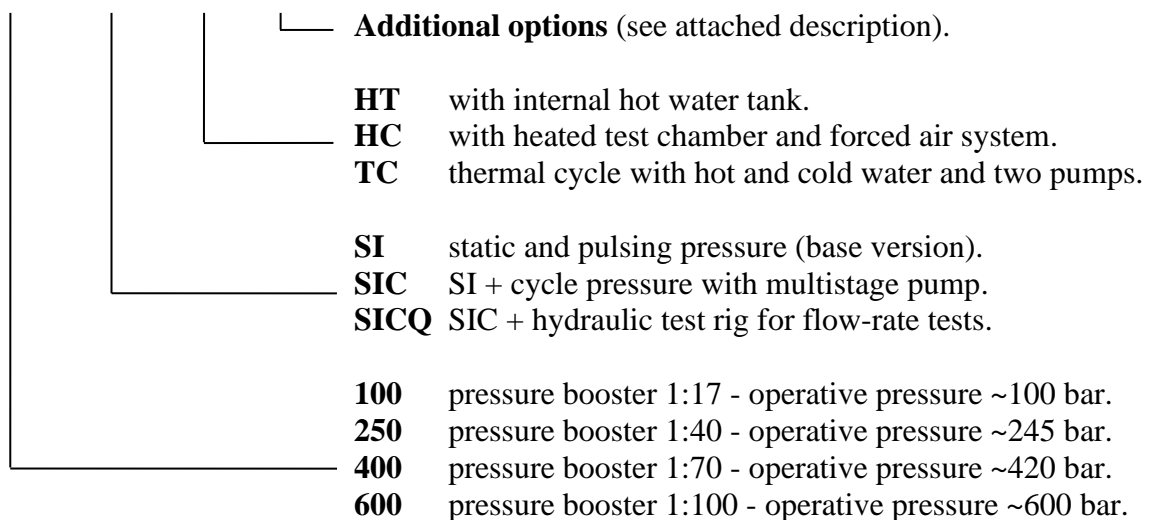 Additional options (see attached description).
HT with internal hot water tank.
HC with heated test chamber and forced air system.
TC thermal cycle with hot and cold water and two pumps.
SI static and pulsing pressure (base version).
SIC SI + cycle pressure with multistage pump.
SICQ SIC + hydraulic test rig for flow-rate tests.
100 pressure booster 1:17 - operative pressure ~100 bar.
250 pressure booster 1:40 - operative pressure ~245 bar.
400 pressure booster 1:70 - operative pressure ~420 bar.
600 pressure booster 1:100 - operative pressure ~600 bar.